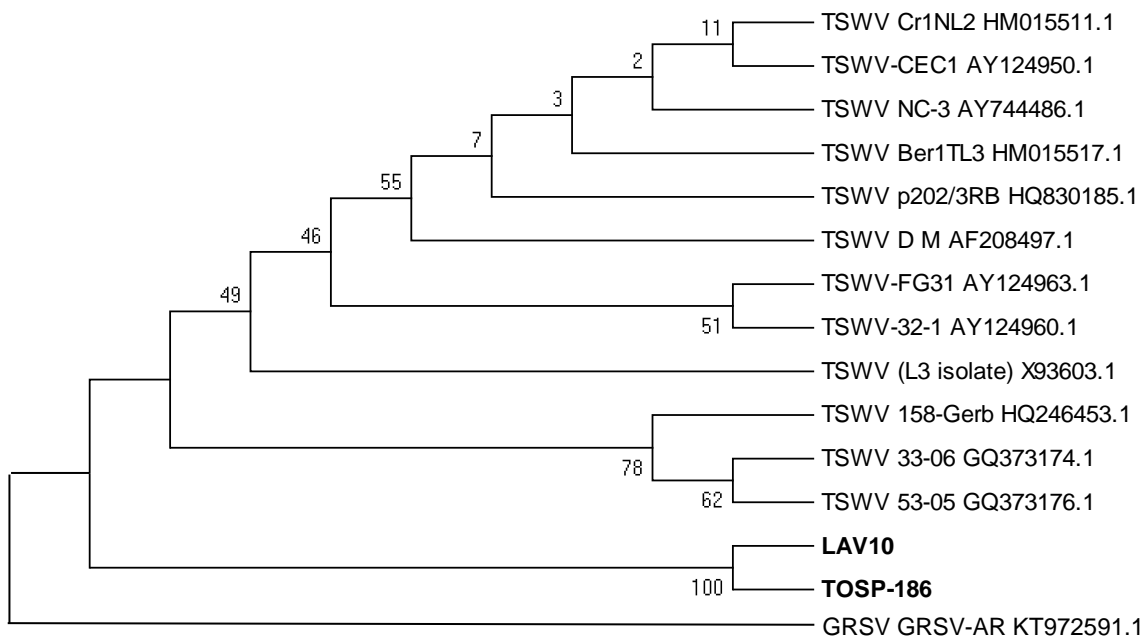 TSWV Cr1NL2 HM015511.1
11
TSWV-CEC1 AY124950.1
2
TSWV NC-3 AY744486.1
3
TSWV Ber1TL3 HM015517.1
7
TSWV p202/3RB HQ830185.1
55
TSWV D M AF208497.1
46
TSWV-FG31 AY124963.1
49
51
TSWV-32-1 AY124960.1
TSWV (L3 isolate) X93603.1
TSWV 158-Gerb HQ246453.1
78
TSWV 33-06 GQ373174.1
62
TSWV 53-05 GQ373176.1
LAV10
100
TOSP-186
GRSV GRSV-AR KT972591.1